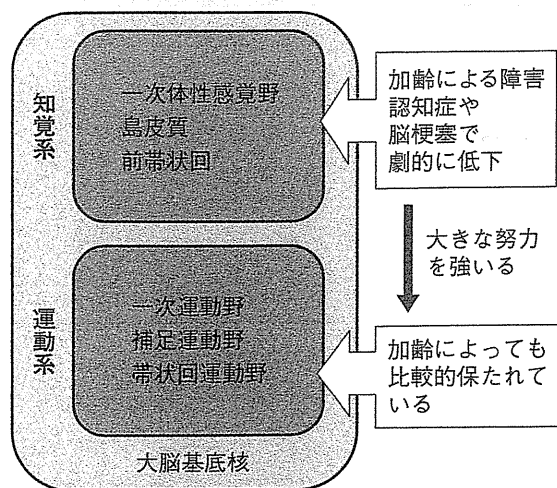 知覚系
一次体性感覚野
島皮質
前帯状回
加齢による障害
認知症や
脳梗塞で
劇的に低下
大きな努力
を強いる
運動系
一次運動野
補足運動野
帯状回運動野
加齢によっても
比較的保たれて
いる
大脳基底核